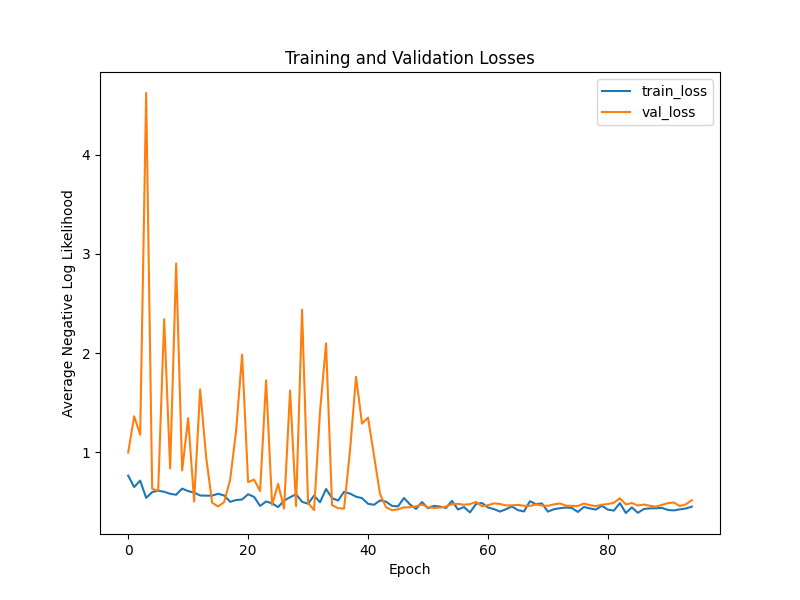 Training and Validation Losses
train_loss
val_loss
Average Negative Log Likelihood
4
3
2
1
0
20
40
60
80
Epoch